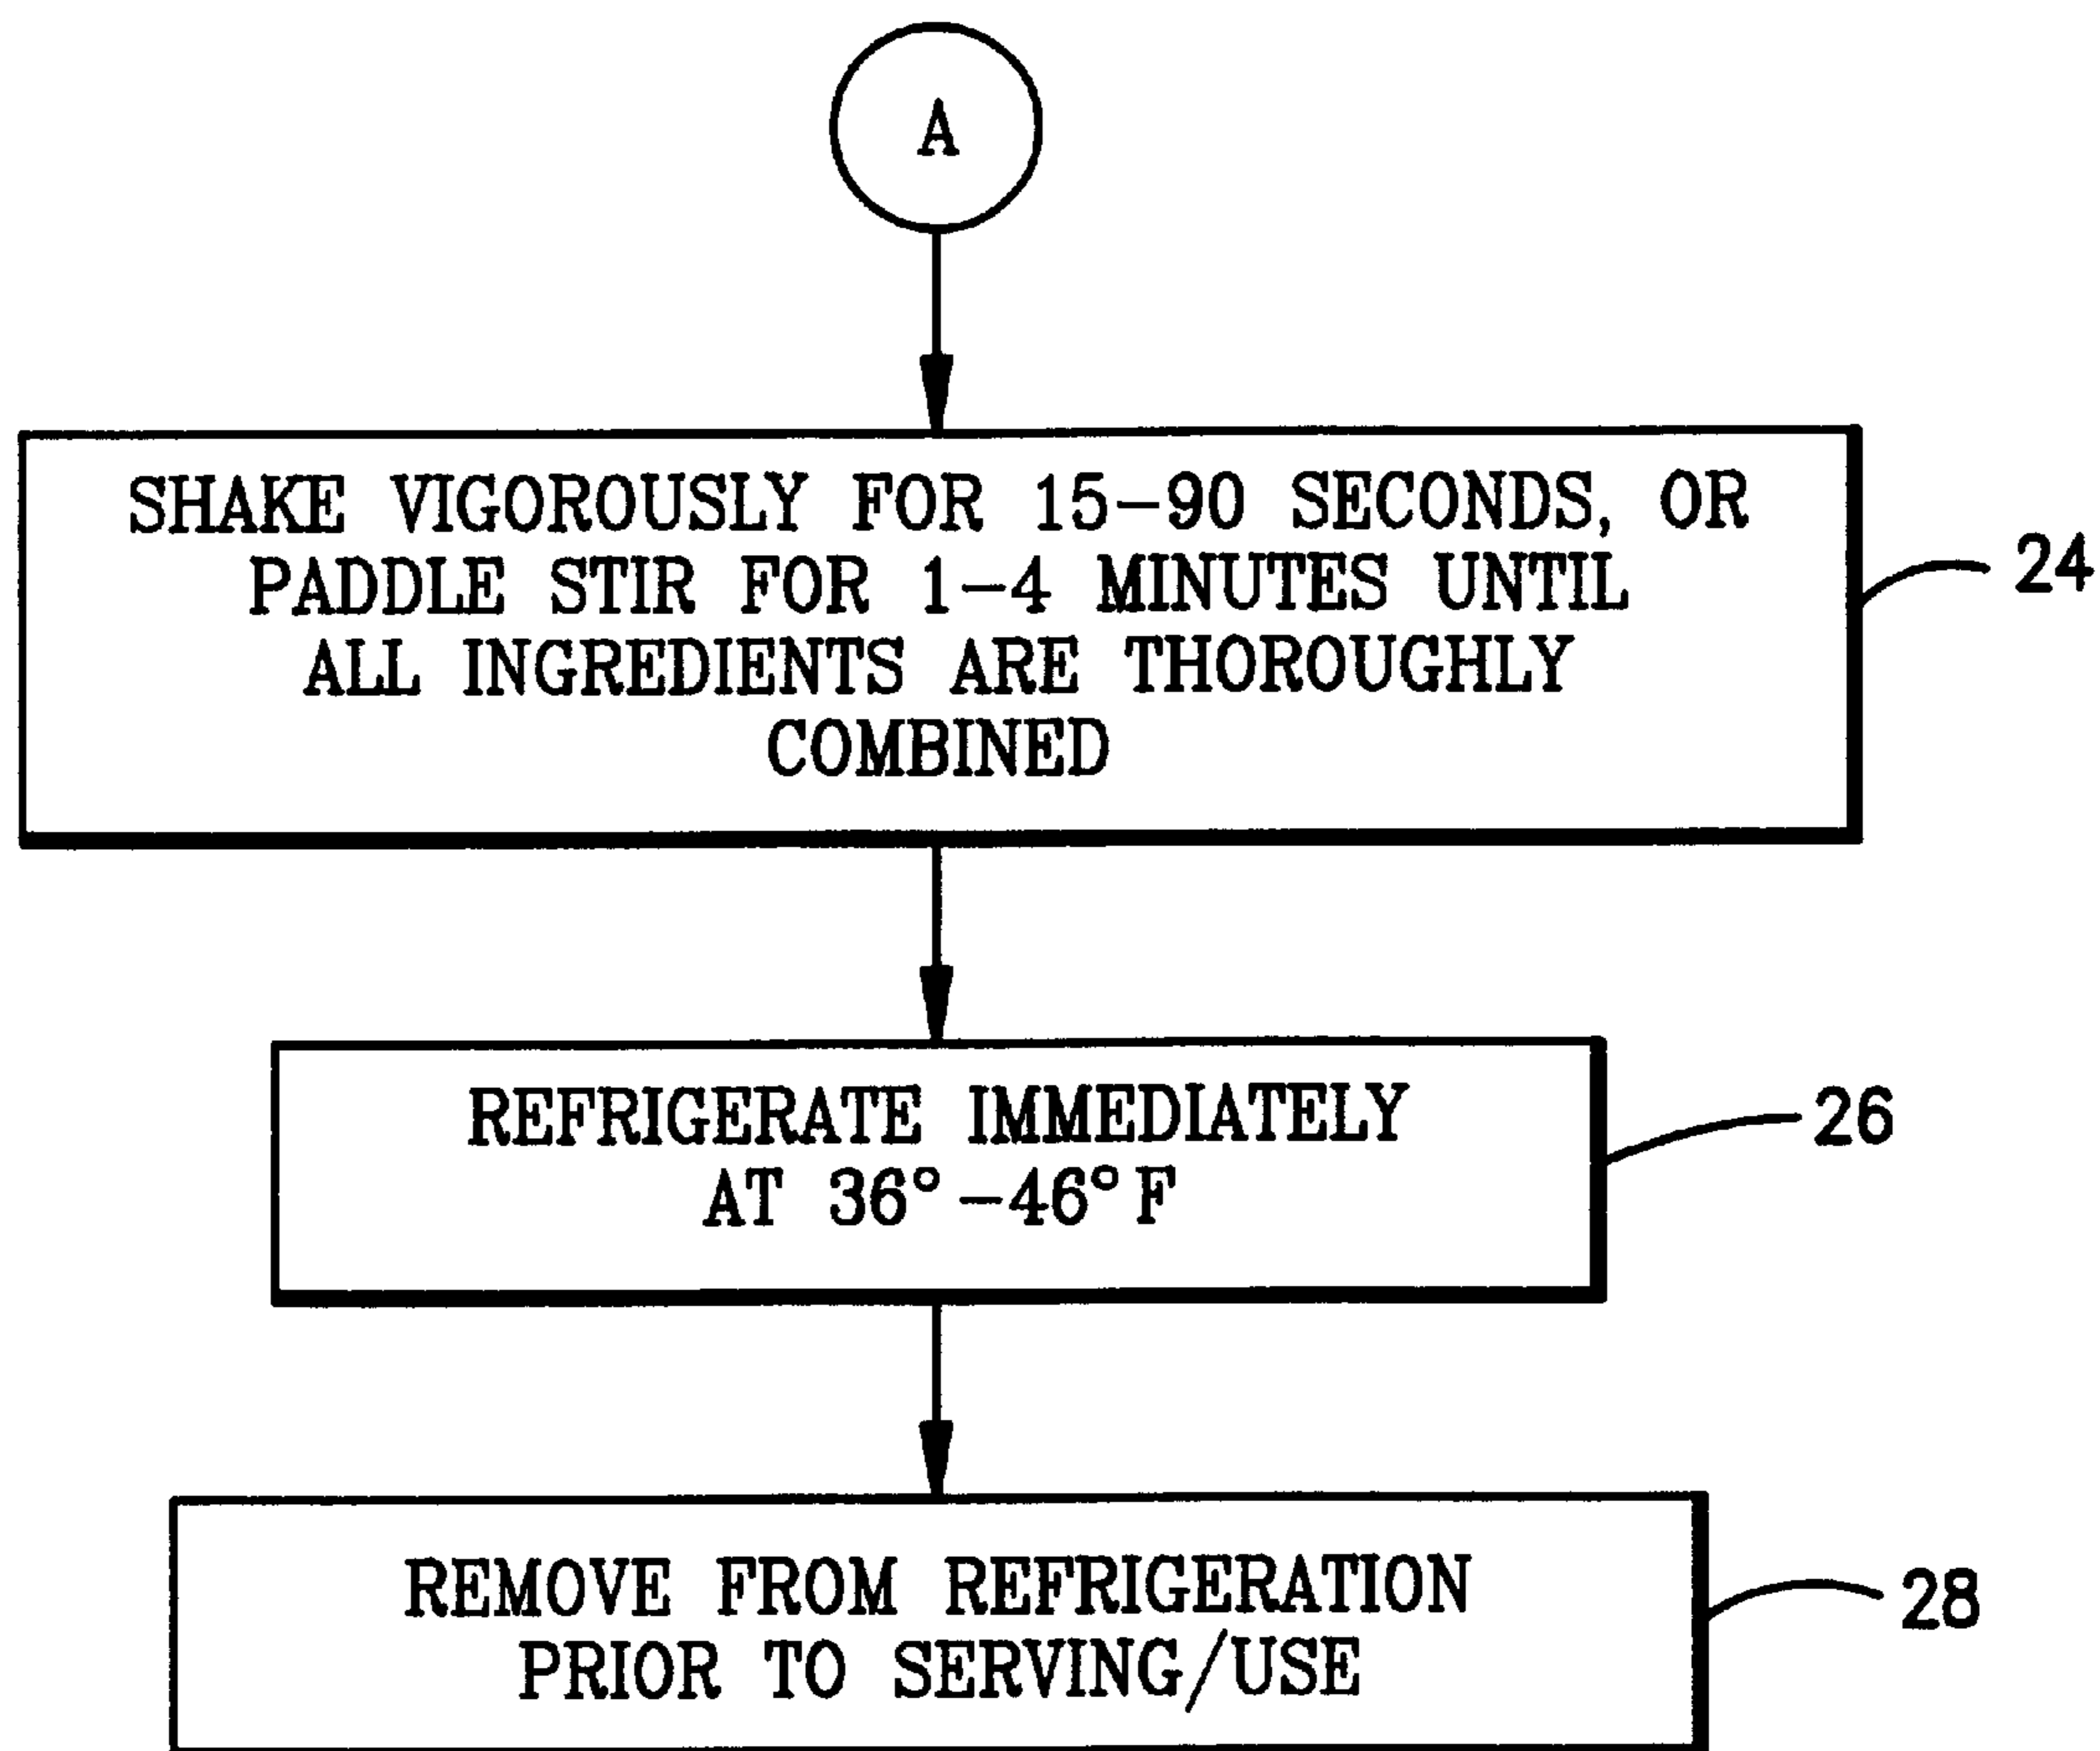 A
SHAKE VIGOROUSLY FOR 15-90 SECONDS, OR
PADDLE STIR FOR 1-4 MINUTES UNTIL
ALL INGREDIENTS ARE THOROUGHLY
COMBINED
24
REFRIGERATE IMMEDIATELY
AT 36°-46°F
26
REMOVE FROM REFRIGERATION
PRIOR TO SERVING/USE
28